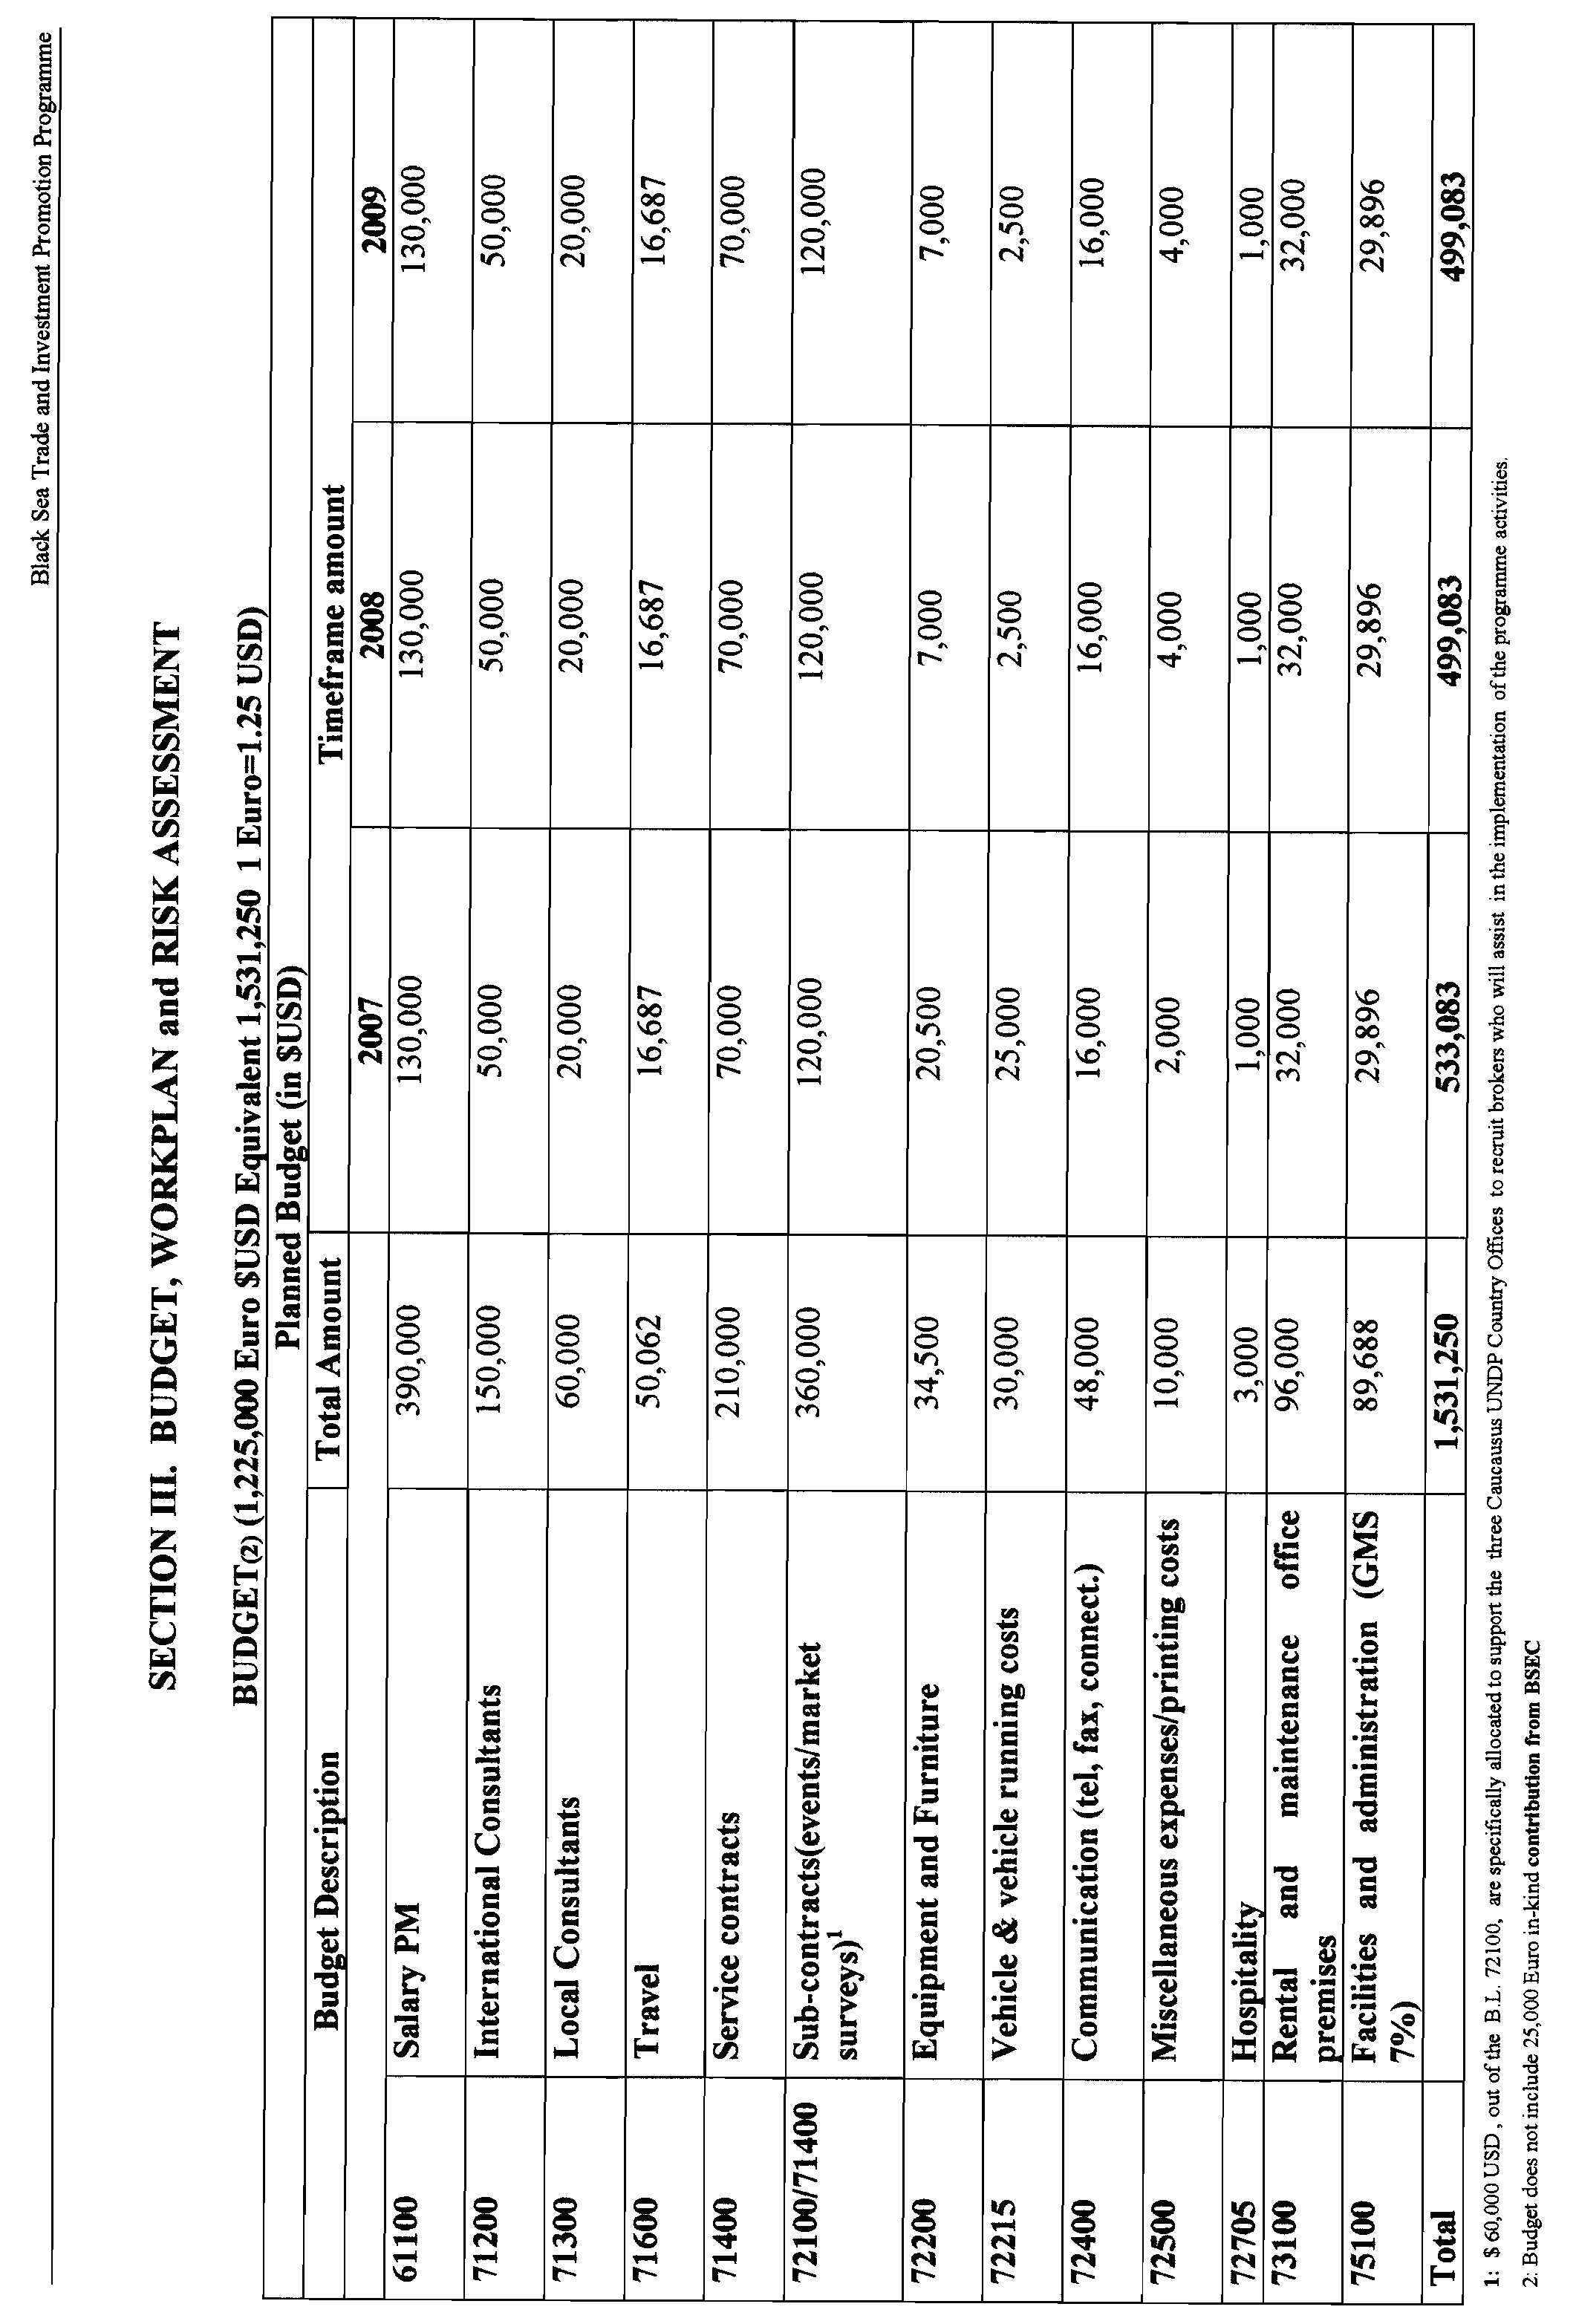 Black Sea Trade and Investment Promotion Programme
SECTION III. BUDGET, WORKPLAN and RISK ASSESSMENT
BUDGET(2) (1,225,000 Euro $USD Equivalent 1,531,250 1 Euro=1.25 USD)
Planned Budget (in $USD)
Budget Description Total Amount Timeframe amount
2007 2008 2009
61100 Salary PM 390,000 130,000 130,000 130,000
71200 International Consultants 150,000 50,000 50,000 50,000
71300 Local Consultants 60,000 20,000 20,000 20,000
71600 Travel 50,062 16,687 16,687 16,687
71400 Service contracts 210,000 70,000 70,000 70,000
72100/71400 Sub-contracts(events/market 360,000 120,000 120,000 120,000
surveys)1
72200 Equipment and Furniture 34,500 20,500 7,000 7,000
72215 Vehicle & vehicle running costs 30,000 25,000 2,500 2,500
72400 Communication (tel, fax, connect.) 48,000 16,000 16,000 16,000
72500 Miscellaneous expenses/printing costs 10,000 2,000 4,000 4,000
72705 Hospitality 3,000 1,000 1,000 1,000
73100 Rental and maintenance office 96,000 32,000 32,000 32,000
premises
75100 Facilities and administration (GMS 89,688 29,896 29,896 29,896
7%)
Total 1,531,250 533,083 499,083 499,083
1: $ 60,000 USD , out of the B.L. 72100, are specifically allocated to support the three Caucausus UNDP Country Offices to recruit brokers who will assist in the implementation of the programme activities.
2: Budget does not include 25,000 Euro in-kind contribution from BSEC